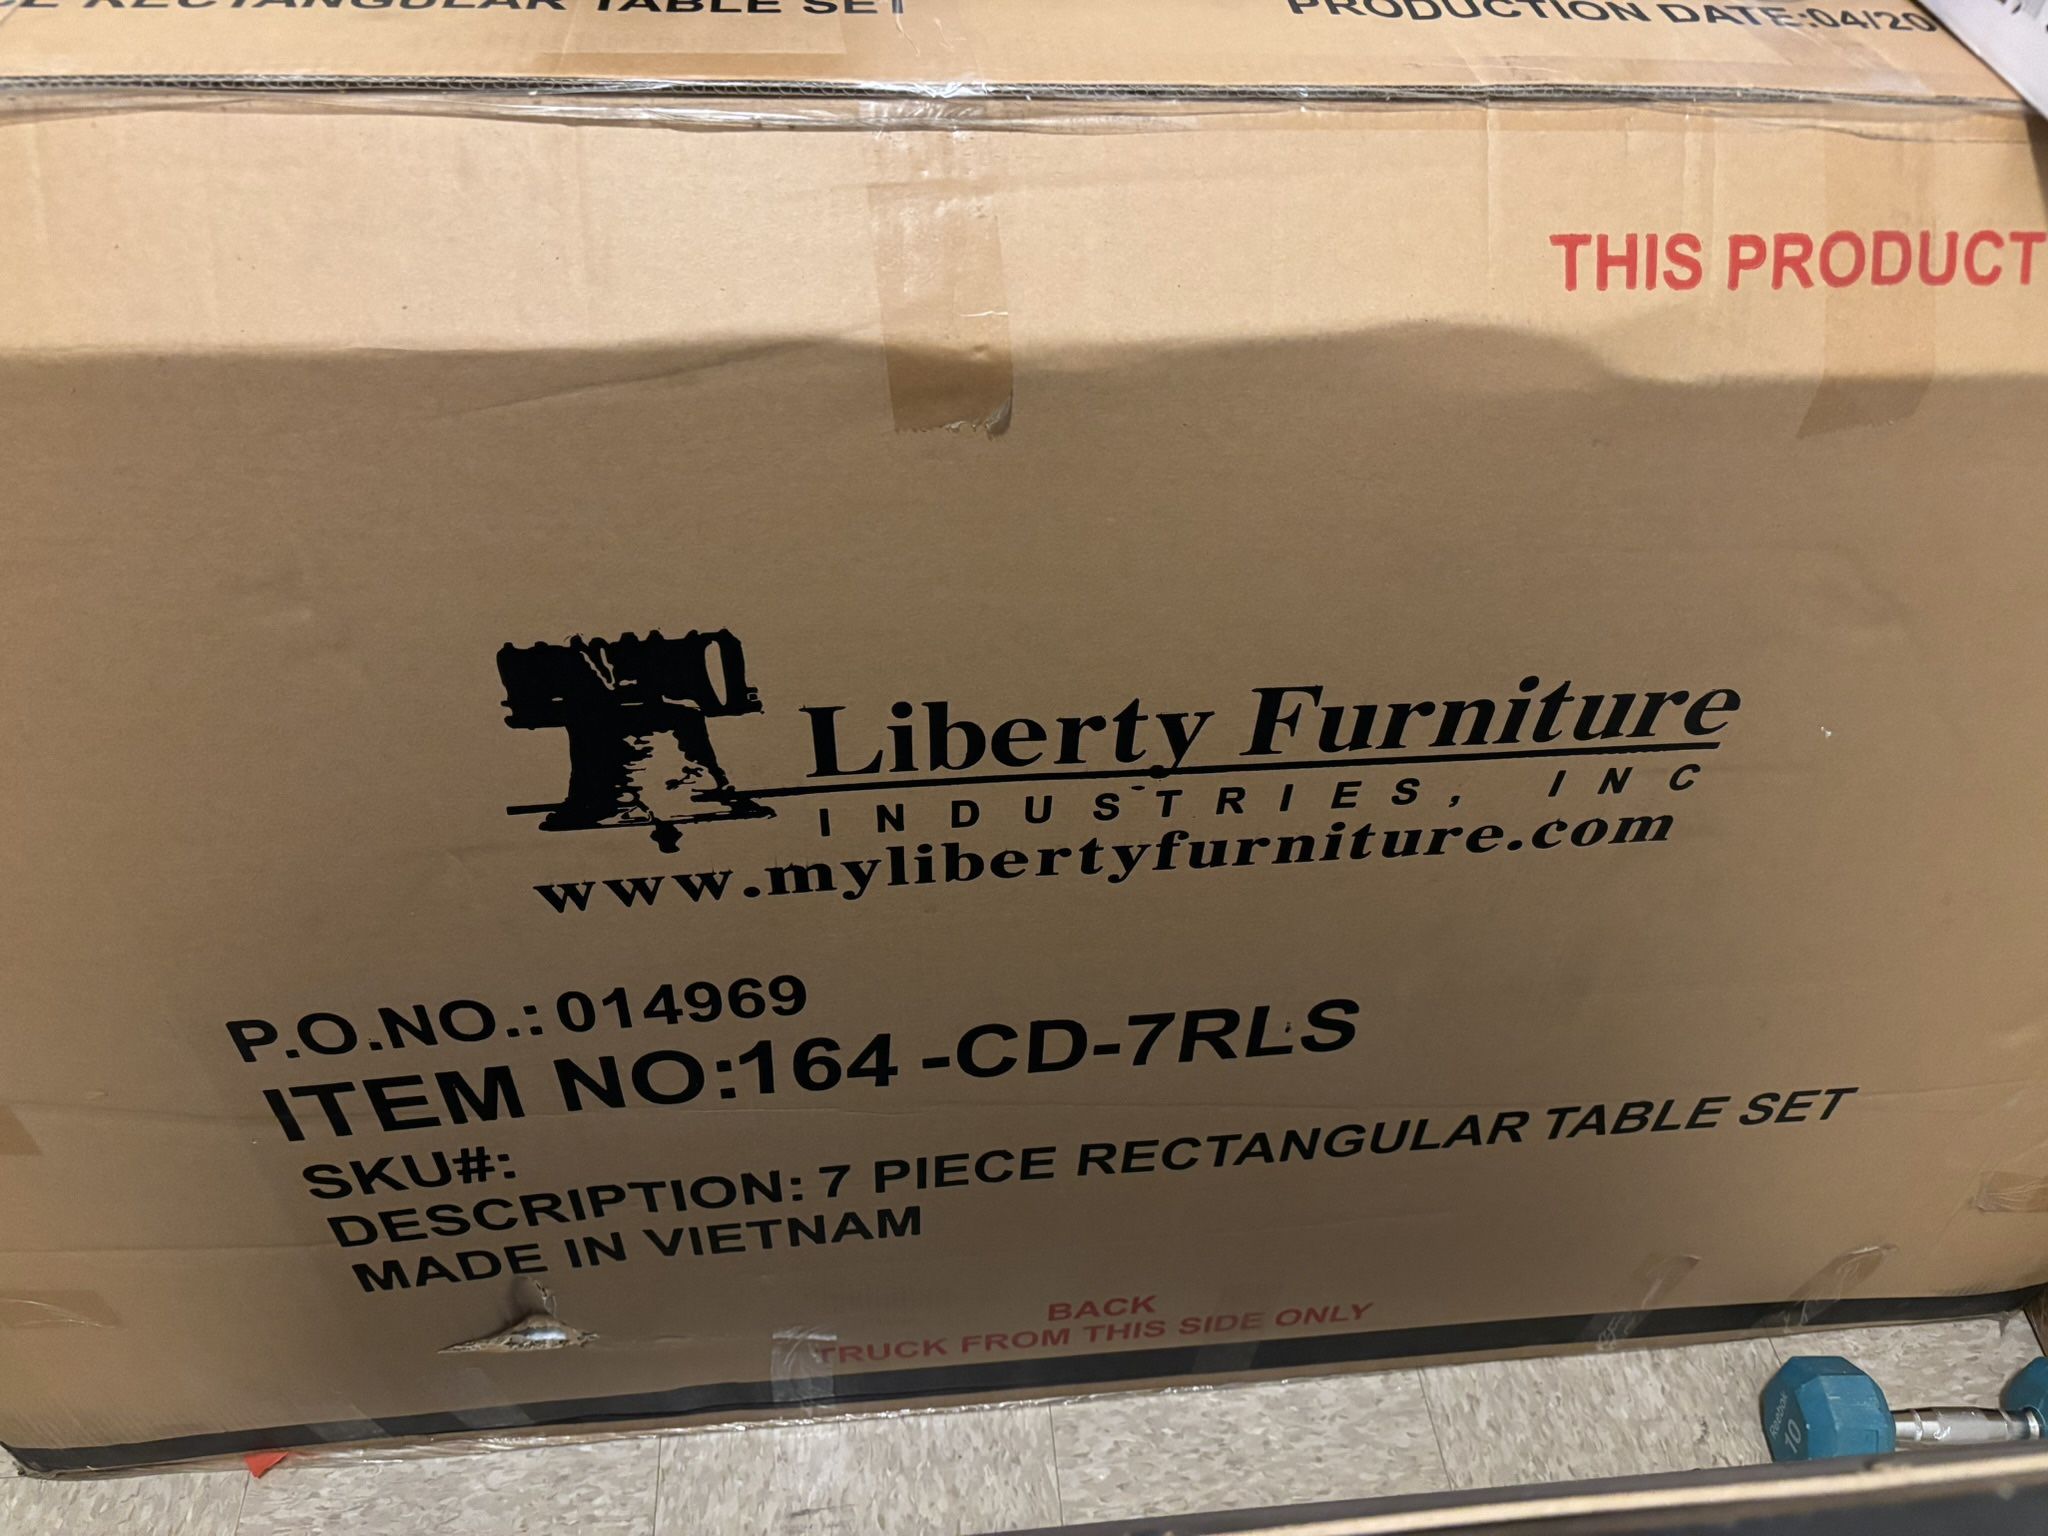 RECTANGULAR TABLE SET
PRODUCTION DATE:04/20
THIS PRODUCT
Liberty Furniture
INDUSTRIES, INC
www.mylibertyfurniture.com
P.O.NO.: 014969
ITEM NO:164 -CD-7RLS
SKU#:
DESCRIPTION: 7 PIECE RECTANGULAR TABLE SET
MADE IN VIETNAM
BACK
TRUCK FROM THIS SIDE ONLY
Reebok
10